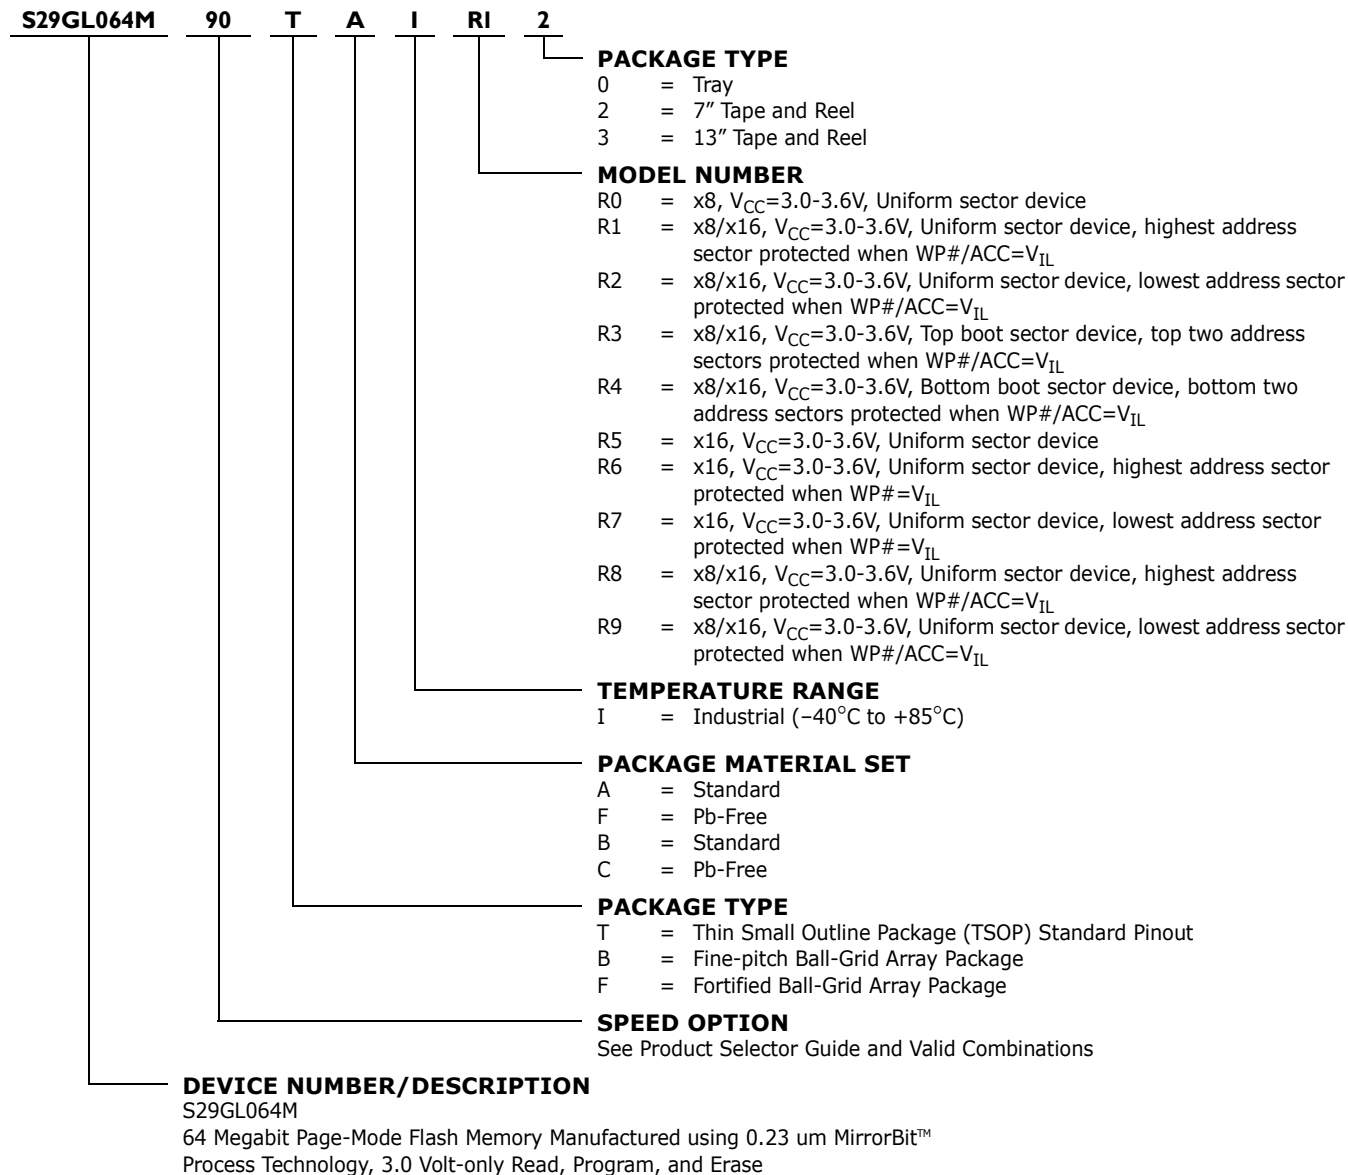 S29GL064M 90 T A I RI 2
PACKAGE TYPE
0 = Tray
2 = 7″ Tape and Reel
3 = 13″ Tape and Reel
MODEL NUMBER
R0 = x8, VCC=3.0-3.6V, Uniform sector device
R1 = x8/x16, VCC=3.0-3.6V, Uniform sector device, highest address
sector protected when WP#/ACC=VIL
R2 = x8/x16, VCC=3.0-3.6V, Uniform sector device, lowest address sector
protected when WP#/ACC=VIL
R3 = x8/x16, VCC=3.0-3.6V, Top boot sector device, top two address
sectors protected when WP#/ACC=VIL
R4 = x8/x16, VCC=3.0-3.6V, Bottom boot sector device, bottom two
address sectors protected when WP#/ACC=VIL
R5 = x16, VCC=3.0-3.6V, Uniform sector device
R6 = x16, VCC=3.0-3.6V, Uniform sector device, highest address sector
protected when WP#=VIL
R7 = x16, VCC=3.0-3.6V, Uniform sector device, lowest address sector
protected when WP#=VIL
R8 = x8/x16, VCC=3.0-3.6V, Uniform sector device, highest address
sector protected when WP#/ACC=VIL
R9 = x8/x16, VCC=3.0-3.6V, Uniform sector device, lowest address sector
protected when WP#/ACC=VIL
TEMPERATURE RANGE
I = Industrial (–40°C to +85°C)
PACKAGE MATERIAL SET
A = Standard
F = Pb-Free
B = Standard
C = Pb-Free
PACKAGE TYPE
T = Thin Small Outline Package (TSOP) Standard Pinout
B = Fine-pitch Ball-Grid Array Package
F = Fortified Ball-Grid Array Package
SPEED OPTION
See Product Selector Guide and Valid Combinations
DEVICE NUMBER/DESCRIPTION
S29GL064M
64 Megabit Page-Mode Flash Memory Manufactured using 0.23 um MirrorBit™
Process Technology, 3.0 Volt-only Read, Program, and Erase